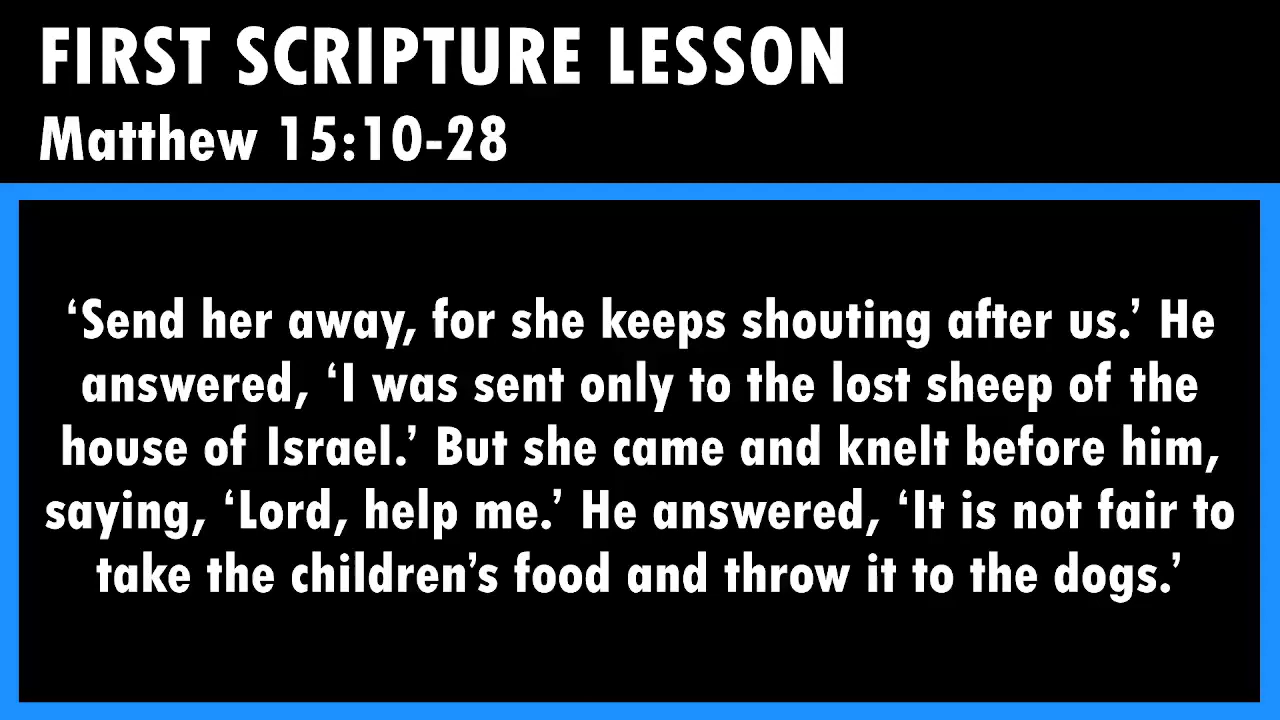 FIRST SCRIPTURE LESSON
Matthew 15:10-28
‘Send her away, for she keeps shouting after us.’ He
answered, ‘I was sent only to the lost sheep of the
house of Israel.’ But she came and knelt before him,
saying, ‘Lord, help me.’ He answered, ‘It is not fair to
take the children’s food and throw it to the dogs.’